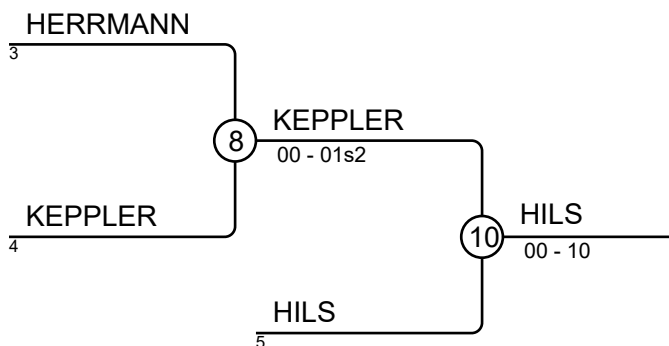 HERRMANN
3
8
KEPPLER
00 - 01s2
KEPPLER
4
10
HILS
00 - 10
HILS
5